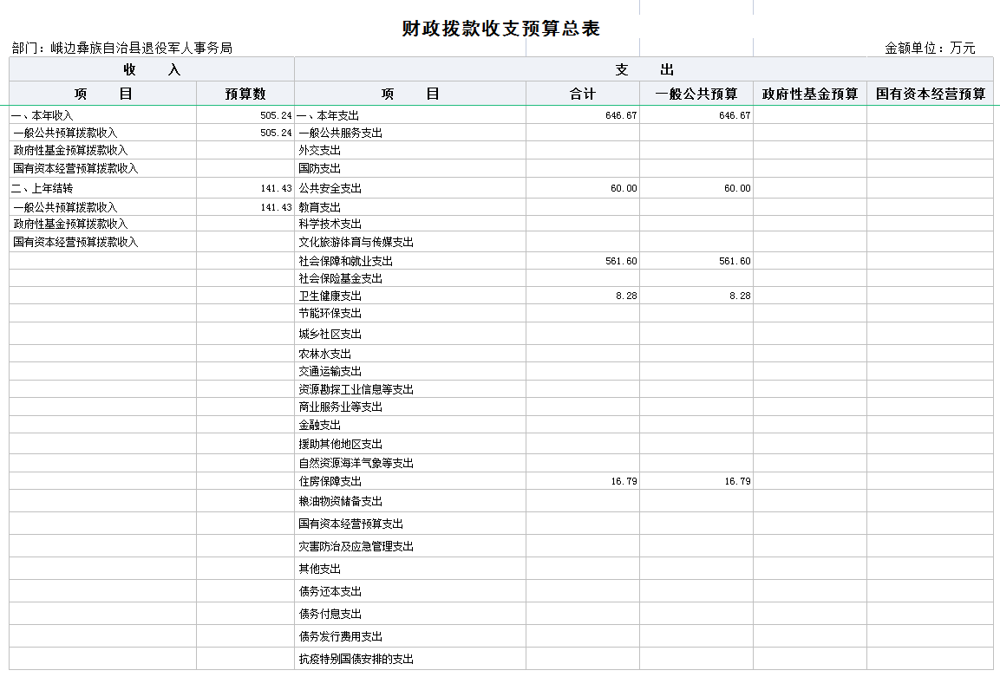 财政拨款收支预算总表
部门：峨边彝族自治县退役军人事务局 金额单位：万元
收 入 支 出
项 目 预算数 项 目 合计 一般公共预算 政府性基金预算 国有资本经营预算
一、本年收入 505.24 一、本年支出 646.67 646.67
一般公共预算拨款收入 505.24 一般公共服务支出
政府性基金预算拨款收入 外交支出
国有资本经营预算拨款收入 国防支出
二、上年结转 141.43 公共安全支出 60.00 60.00
一般公共预算拨款收入 141.43 教育支出
政府性基金预算拨款收入 科学技术支出
国有资本经营预算拨款收入 文化旅游体育与传媒支出
社会保障和就业支出 561.60 561.60
社会保险基金支出
卫生健康支出 8.28 8.28
节能环保支出
城乡社区支出
农林水支出
交通运输支出
资源勘探工业信息等支出
商业服务业等支出
金融支出
援助其他地区支出
自然资源海洋气象等支出
住房保障支出 16.79 16.79
粮油物资储备支出
国有资本经营预算支出
灾害防治及应急管理支出
其他支出
债务还本支出
债务付息支出
债务发行费用支出
抗疫特别国债安排的支出